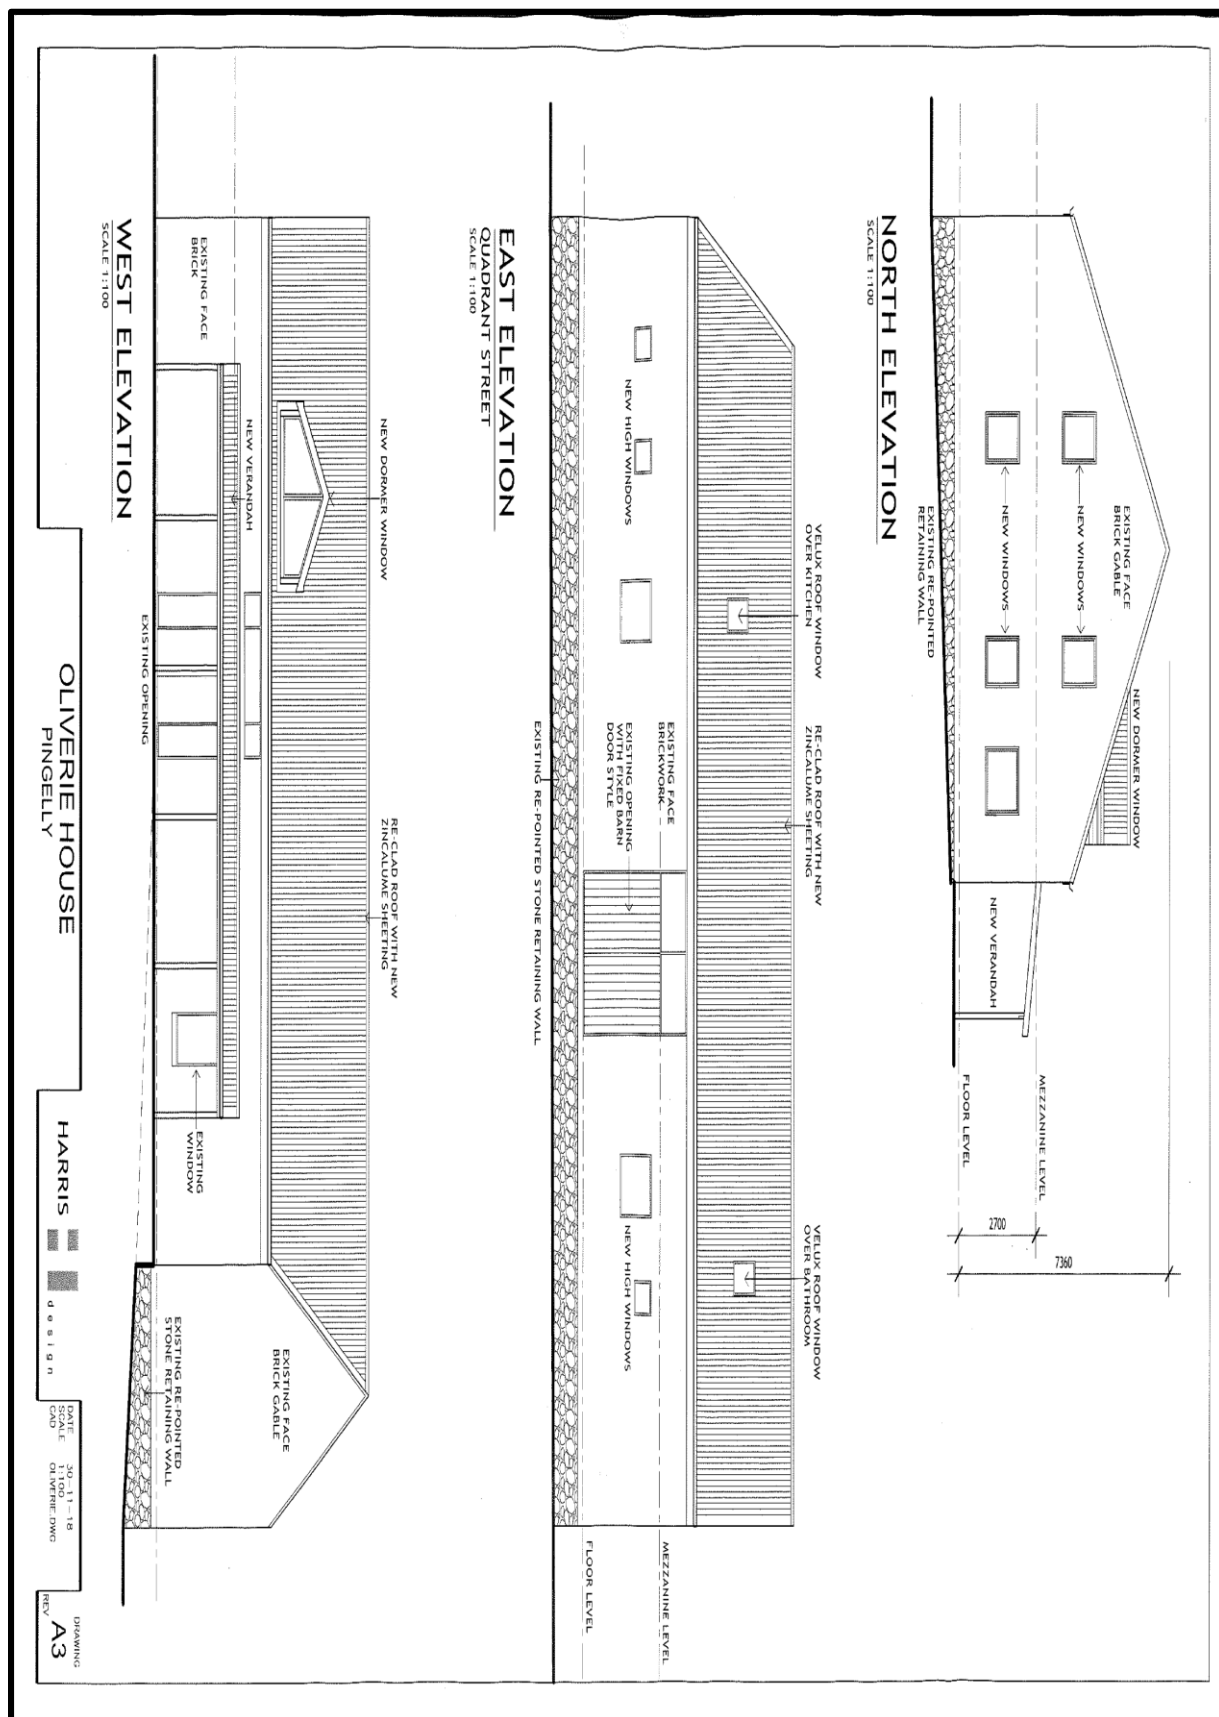 EXISTING FACE
BRICK GABLE
NEW DORMER WINDOW
NEW WINDOWS
NEW WINDOWS
NEW VERANDAH
EXISTING RE-POINTED
RETAINING WALL
MEZZANINE LEVEL
FLOOR LEVEL
2700
7360
NORTH ELEVATION
SCALE 1:100
VELUX ROOF WINDOW
OVER KITCHEN
RE-CLAD ROOF WITH NEW
ZINCALUME SHEETING
VELUX ROOF WINDOW
OVER BATHROOM
EXISTING FACE
BRICKWORK
NEW HIGH WINDOWS
EXISTING OPENING
WITH FIXED BARN
DOOR STYLE
NEW HIGH WINDOWS
MEZZANINE LEVEL
FLOOR LEVEL
EXISTING RE-POINTED STONE RETAINING WALL
EAST ELEVATION
QUADRANT STREET
SCALE 1:100
NEW DORMER WINDOW
RE-CLAD ROOF WITH NEW
ZINCALUME SHEETING
EXISTING FACE
BRICK GABLE
NEW VERANDAH
EXISTING FACE
BRICK
EXISTING
WINDOW
EXISTING RE-POINTED
STONE RETAINING WALL
EXISTING OPENING
WEST ELEVATION
SCALE 1:100
OLIVERIE HOUSE
PINGELLY
HARRIS
design
DATE 30-11-18
SCALE 1:100
CAD OLIVERIE.DWG
DRAWING
REV A3